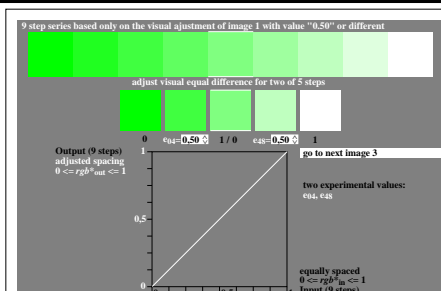 9 step series based only on the visual ajustment of image 1 with value "0.50" or different
adjust visual equal difference for two of 5 steps
0 e04=0,50 1 / 0 e48=0,50 1
Output (9 steps)
adjusted spacing
0 <= rgb*out <= 1
1
go to next image 3
two experimental values:
e04, e48
0,5
equally spaced
0 <= rgb*in <= 1
Input (9 steps)
0